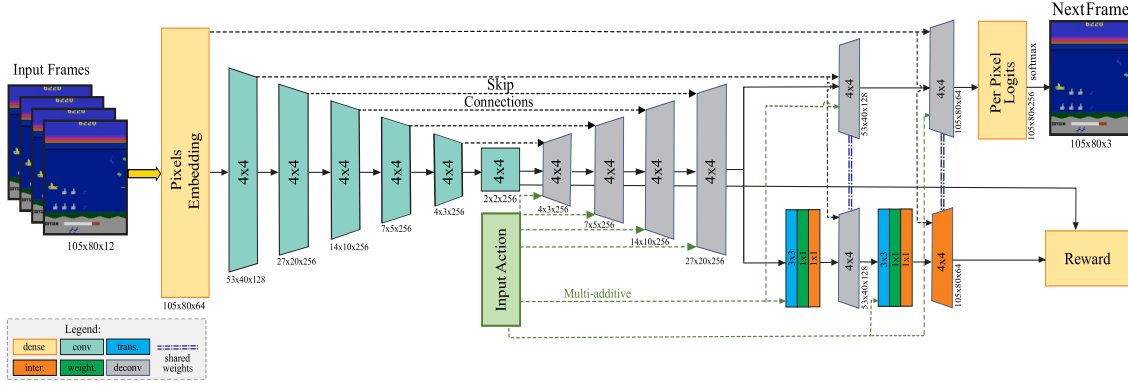 NextFrame
Input Frames
6220
6220
105x80x12
Pixels
Embedding
105x80x64
4x4
53x40x128
4x4
27x20x256
4x4
14x10x256
4x4
7x5x256
4x4
4x3x256
Skip
Connections
4x4
2x2x256
4x4
4x3x256
4x4
7x5x256
4x4
14x10x256
4x4
27x20x256
Input Action
Multi-additive
4x4
53x40x128
4x4
105x80x64
Per Pixel
Logits
105x80x256
softmax
105x80x3
3x3
1x1
1x1
4x4
53x40x128
3x3
1x1
1x1
4x4
105x80x64
Reward
Legend:
dense
conv
trans.
inter.
weight.
deconv
shared
weights